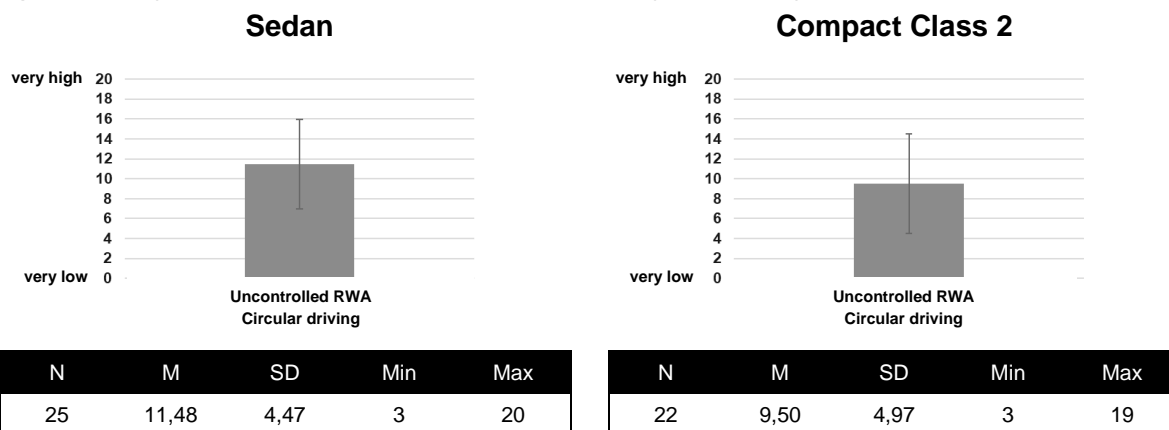 Sedan
very high 20
18
16
14
12
10
8
6
4
2
very low 0
Uncontrolled RWA
Circular driving
N M SD Min Max
25 11,48 4,47 3 20
Compact Class 2
very high 20
18
16
14
12
10
8
6
4
2
very low 0
Uncontrolled RWA
Circular driving
N M SD Min Max
22 9,50 4,97 3 19